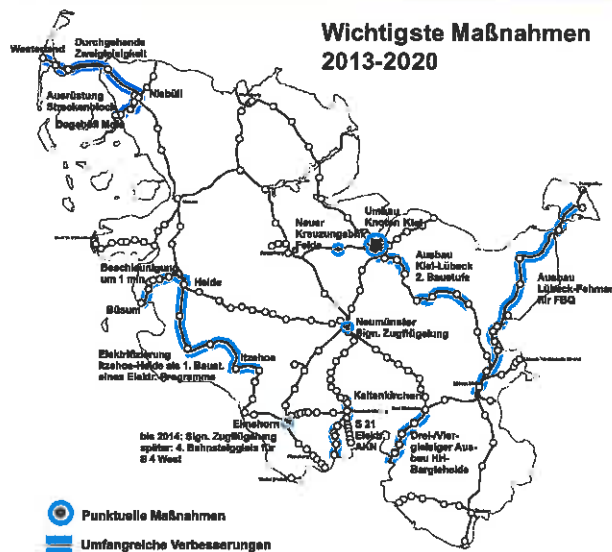 Wichtigste Maßnahmen
2013-2020
Westerland
Durchgehende
Zweigleisigkeit
Niebüll
Ausrüstung
Streckenblock
Dagebüll Mole
Neuer
Kreuzungsbhf.
Felde
Umbau
Knoten Kiel
Ausbau
Kiel-Lübeck
2. Baustufe
Ausbau
Lübeck-Fehmarn
für FBQ
Beschleunigung
um 1 min.
Heide
Büsum
Neumünster
Sign. Zugflügelung
Elektrifizierung
Itzehoe-Heide als 1. Baust.
eines Elektr.-Programms
Itzehoe
Kaltenkirchen
Elmshorn
S 21
Elektr.
AKN
bis 2014: Sign. Zugflügelung
später: 4. Bahnsteiggleis für
S 4 West
Drei-/Vier-
gleisiger Aus-
bau HH-
Bargteheide
Punktuelle Maßnahmen
Umfangreiche Verbesserungen